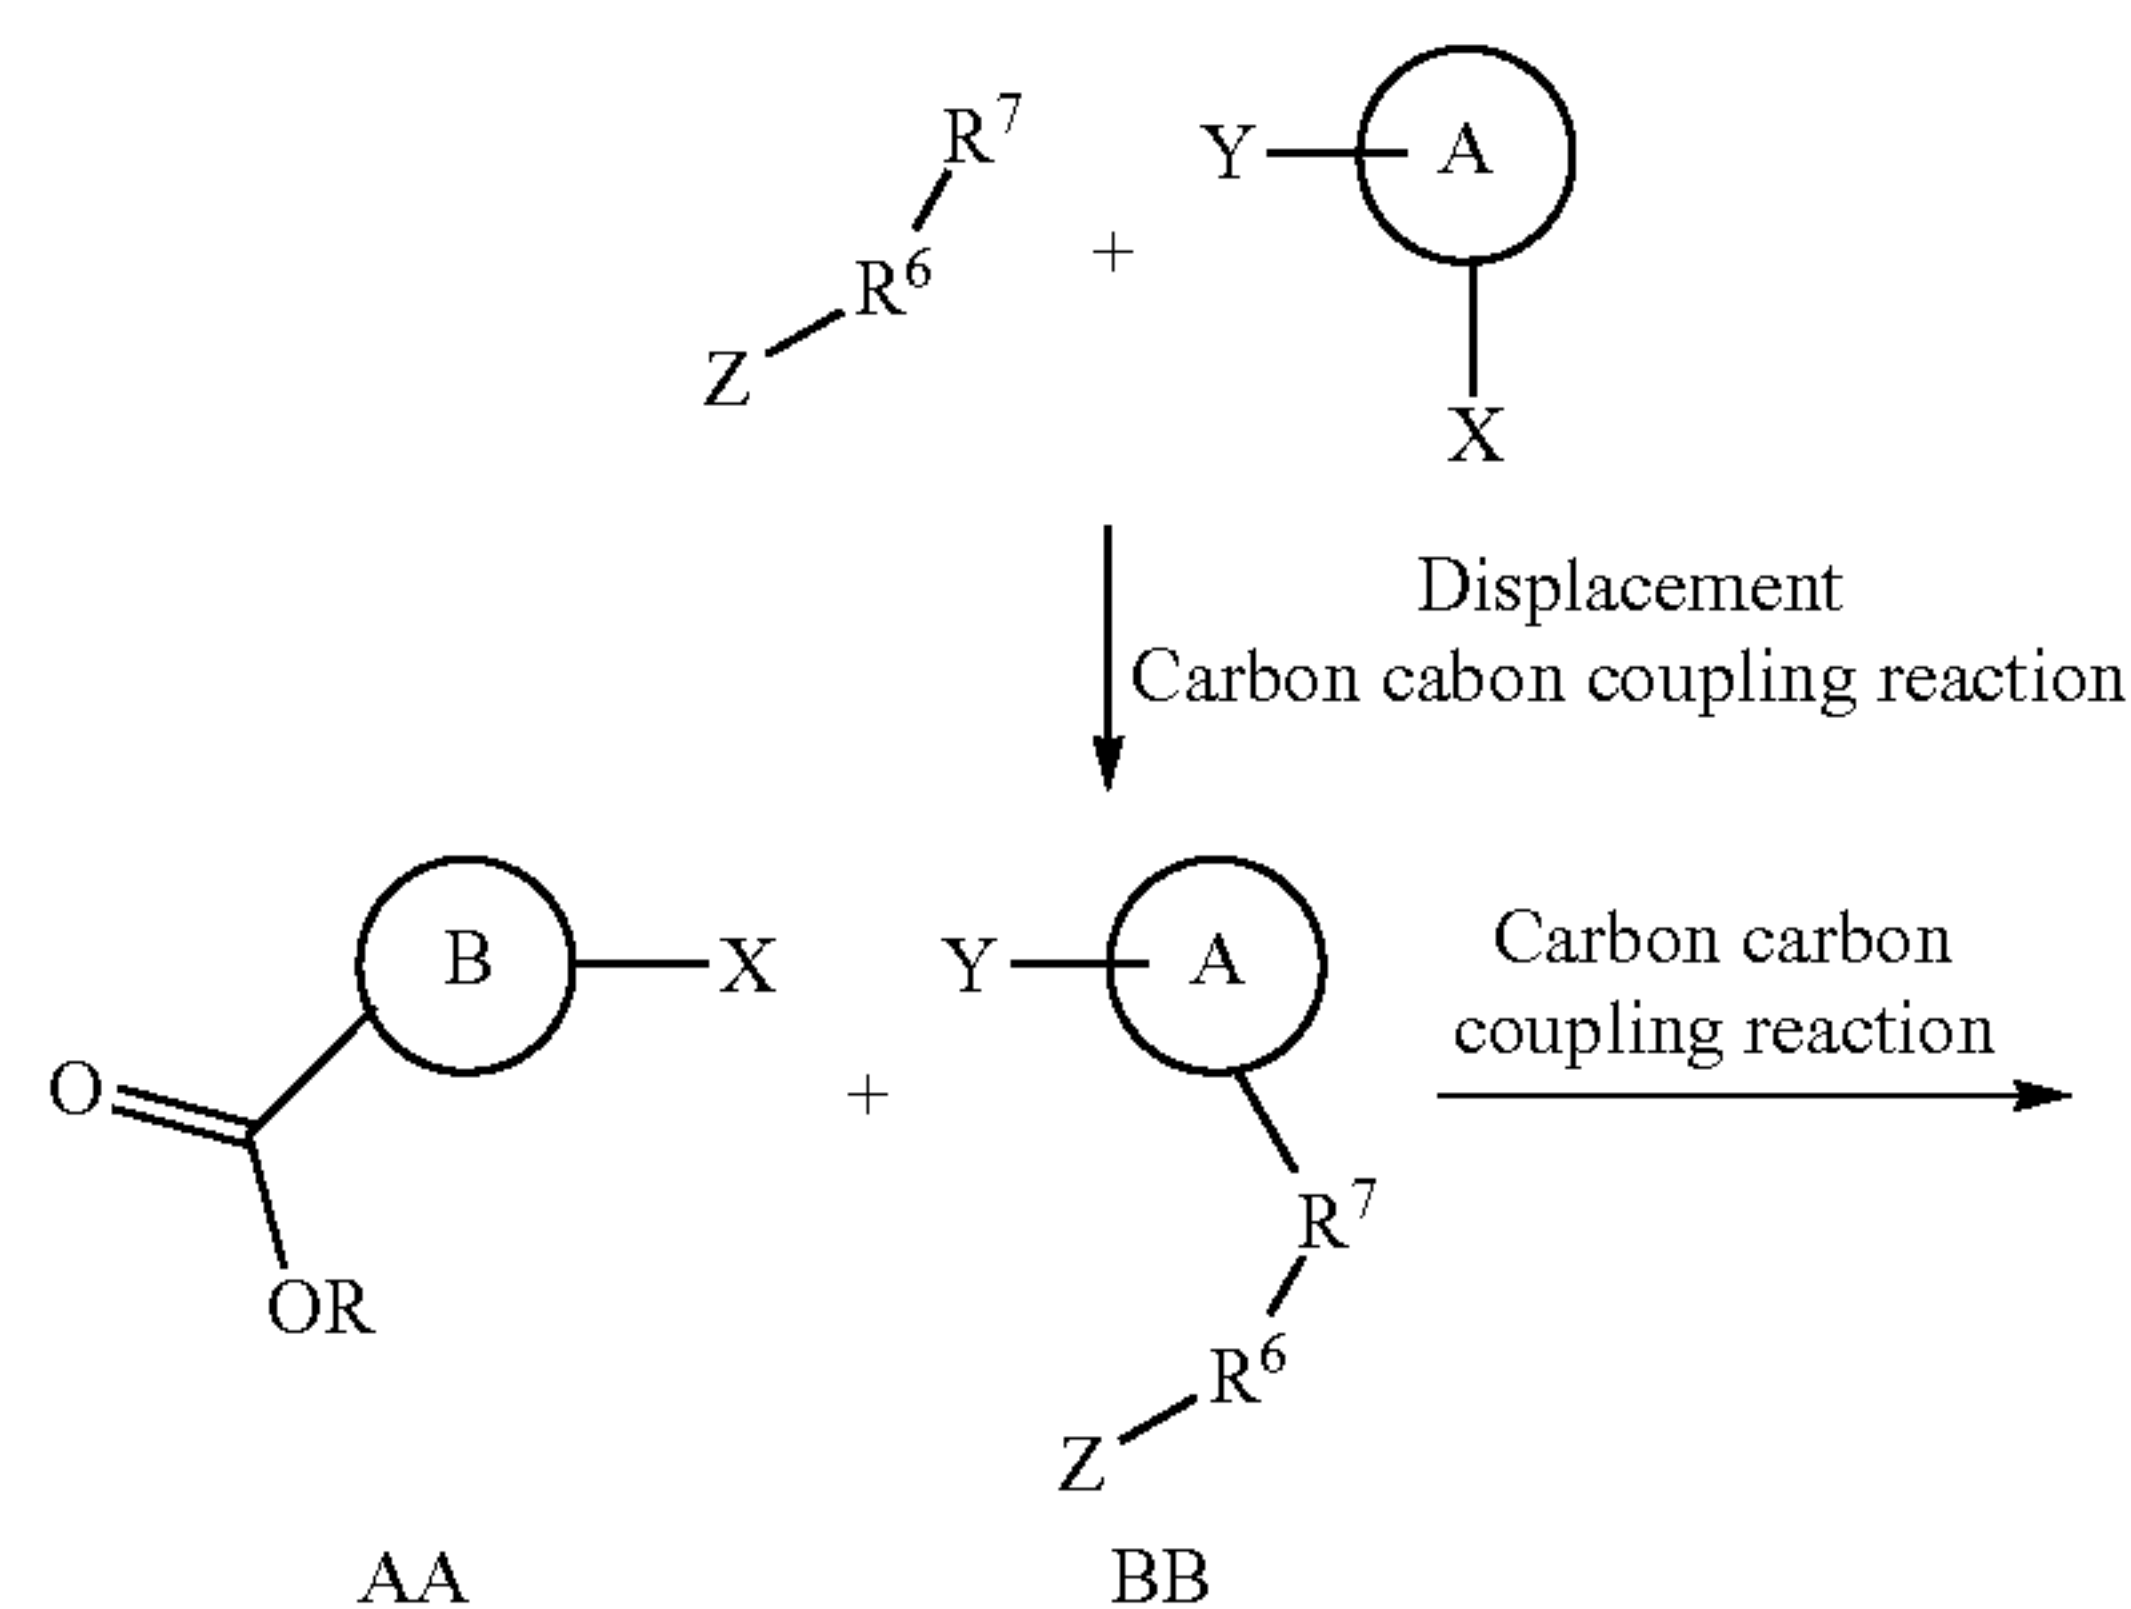 R⁷
Y A
+
R⁶
Z
X
Displacement
Carbon cabon coupling reaction
B X Y A
Carbon carbon
coupling reaction
O + 
R⁷
OR
R⁶
Z
AA BB